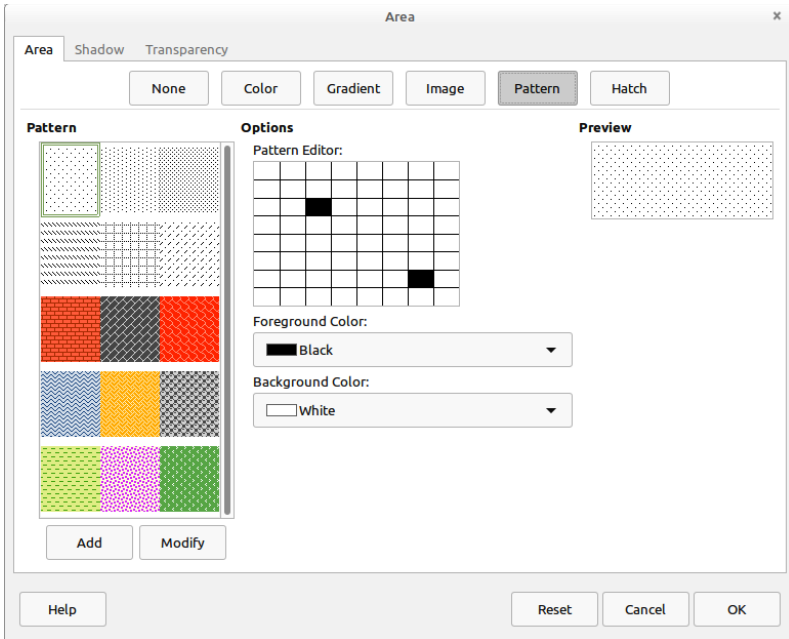 Area
x
Area Shadow Transparency
None Color Gradient Image Pattern Hatch
Pattern Options Preview
Pattern Editor:
Foreground Color:
Black
Background Color:
White
Add Modify
Help Reset Cancel OK